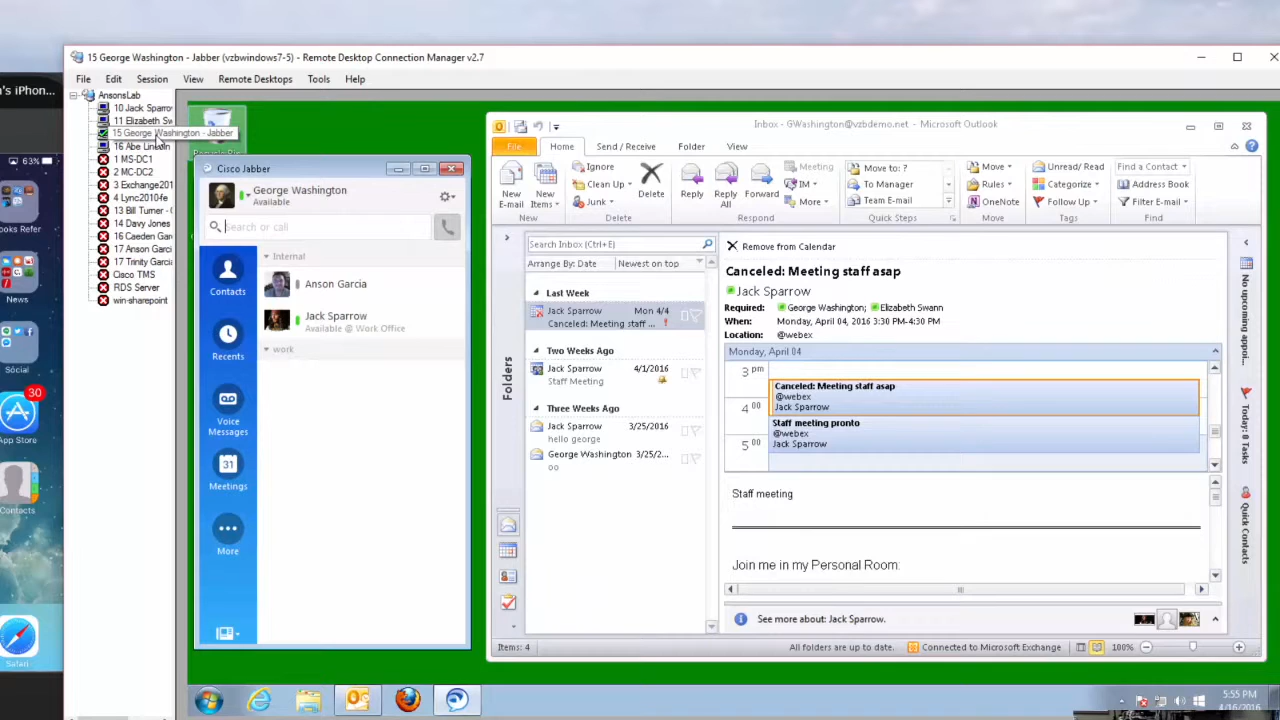 15 George Washington - Jabber (vzbwindows7-5) - Remote Desktop Connection Manager v2.7
File Edit Session View Remote Desktops Tools Help
's iPhon...
63%
Books Refer
News
Social
30
App Store
Contacts
Safari
AnsonsLab
10 Jack Sparro
11 Elizabeth Sw
15 George Washington - Jabber
16 Abe Lincoln
1 MS-DC1
2 MC-DC2
3 Exchange201
4 Lync2010fe
13 Bill Turner - 
14 Davy Jones
16 Caeden Gar
17 Anson Garci
17 Trinity Garcia
Cisco TMS
RDS Server
win-sharepoint
Cisco Jabber
George Washington
Available
Search or call
Contacts
Recents
Voice
Messages
31
Meetings
More
Internal
Anson Garcia
Jack Sparrow
Available @ Work Office
work
Inbox - GWashington@vzbdemo.net - Microsoft Outlook
File Home Send / Receive Folder View
New
E-mail
New
Items
New
Ignore
Clean Up
Junk
Delete
Delete
Reply
Reply
All
Forward
Meeting
IM
More
Respond
Move to: ?
To Manager
Team E-mail
Quick Steps
Move
Rules
OneNote
Move
Unread/ Read
Categorize
Follow Up
Tags
Find a Contact
Address Book
Filter E-mail
Find
Folders
Search Inbox (Ctrl+E)
Arrange By: Date Newest on top
Last Week
Jack Sparrow Mon 4/4
Canceled: Meeting staff ...
Two Weeks Ago
Jack Sparrow 4/1/2016
Staff Meeting
Three Weeks Ago
Jack Sparrow 3/25/2016
hello george
George Washington 3/25/2...
oo
Remove from Calendar
Canceled: Meeting staff asap
Jack Sparrow
Required: George Washington; Elizabeth Swann
When: Monday, April 04, 2016 3:30 PM-4:30 PM
Location: @webex
Monday, April 04
3 pm
4 00
5 00
Canceled: Meeting staff asap
@webex
Jack Sparrow
Staff meeting pronto
@webex
Jack Sparrow
Staff meeting
Join me in my Personal Room:
See more about: Jack Sparrow.
No upcoming appoi...
Today: 0 Tasks
Quick Contacts
Items: 4
All folders are up to date. Connected to Microsoft Exchange 100%
5:55 PM
4/16/2016